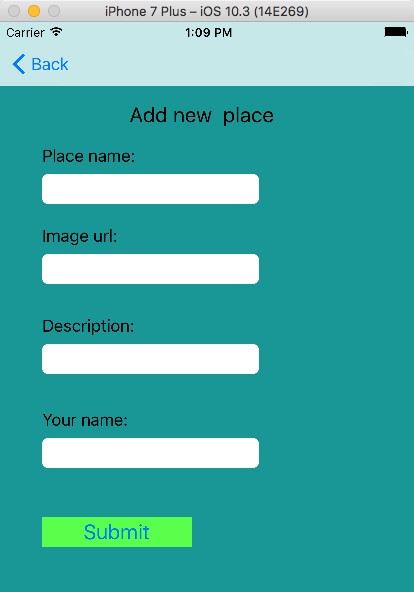 iPhone 7 Plus – iOS 10.3 (14E269)
Carrier 1:09 PM
Back
Add new  place
Place name:
Image url:
Description:
Your name:
Submit